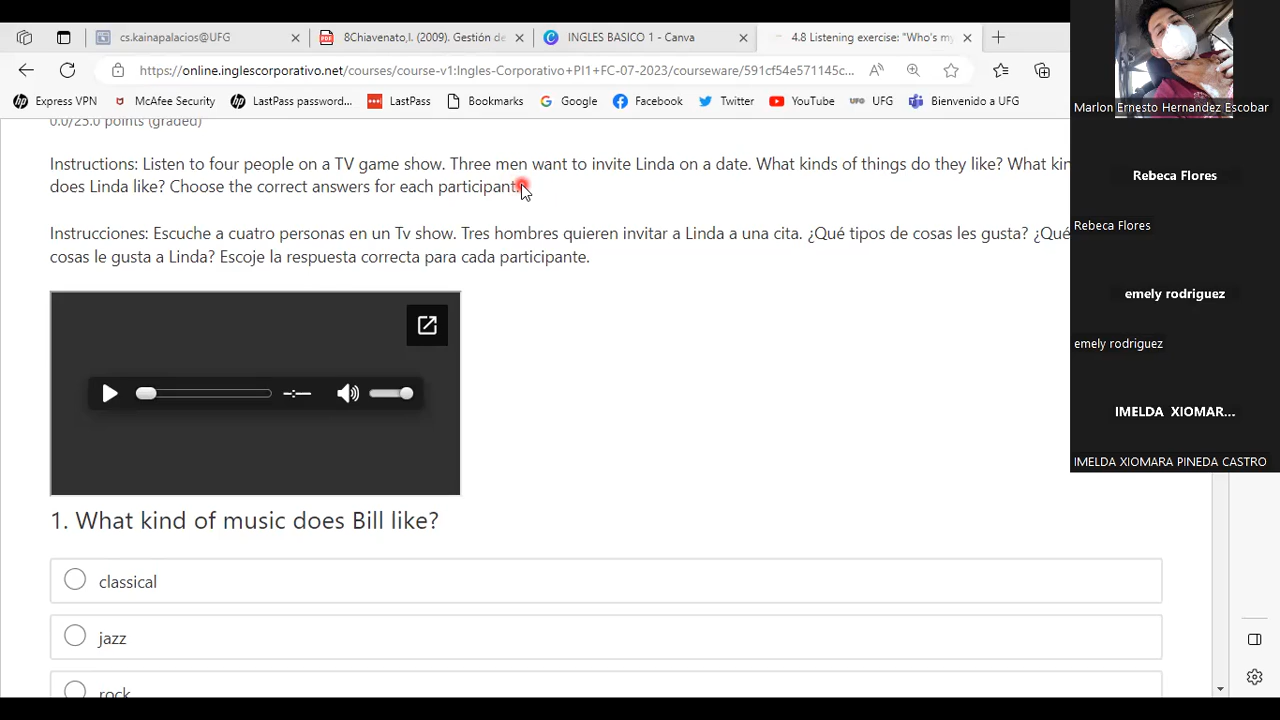 cs.kainapalacios@UFG
8Chiavenato,I. (2009). Gestión de
INGLES BASICO 1 - Canva
4.8 Listening exercise: "Who's my
https://online.inglescorporativo.net/courses/course-v1:Ingles-Corporativo+PI1+FC-07-2023/courseware/591cf54e571145c...
Express VPN
McAfee Security
LastPass password...
LastPass
Bookmarks
Google
Facebook
Twitter
YouTube
UFG
Bienvenido a UFG
0.0/25.0 points (graded)
Instructions: Listen to four people on a TV game show. Three men want to invite Linda on a date. What kinds of things do they like? What kin
does Linda like? Choose the correct answers for each participant.
Instrucciones: Escuche a cuatro personas en un Tv show. Tres hombres quieren invitar a Linda a una cita. ¿Qué tipos de cosas les gusta? ¿Qué
cosas le gusta a Linda? Escoje la respuesta correcta para cada participante.
-:-
1. What kind of music does Bill like?
classical
jazz
rock
Marlon Ernesto Hernandez Escobar
Rebeca Flores
Rebeca Flores
emely rodriguez
emely rodriguez
IMELDA XIOMAR...
IMELDA XIOMARA PINEDA CASTRO